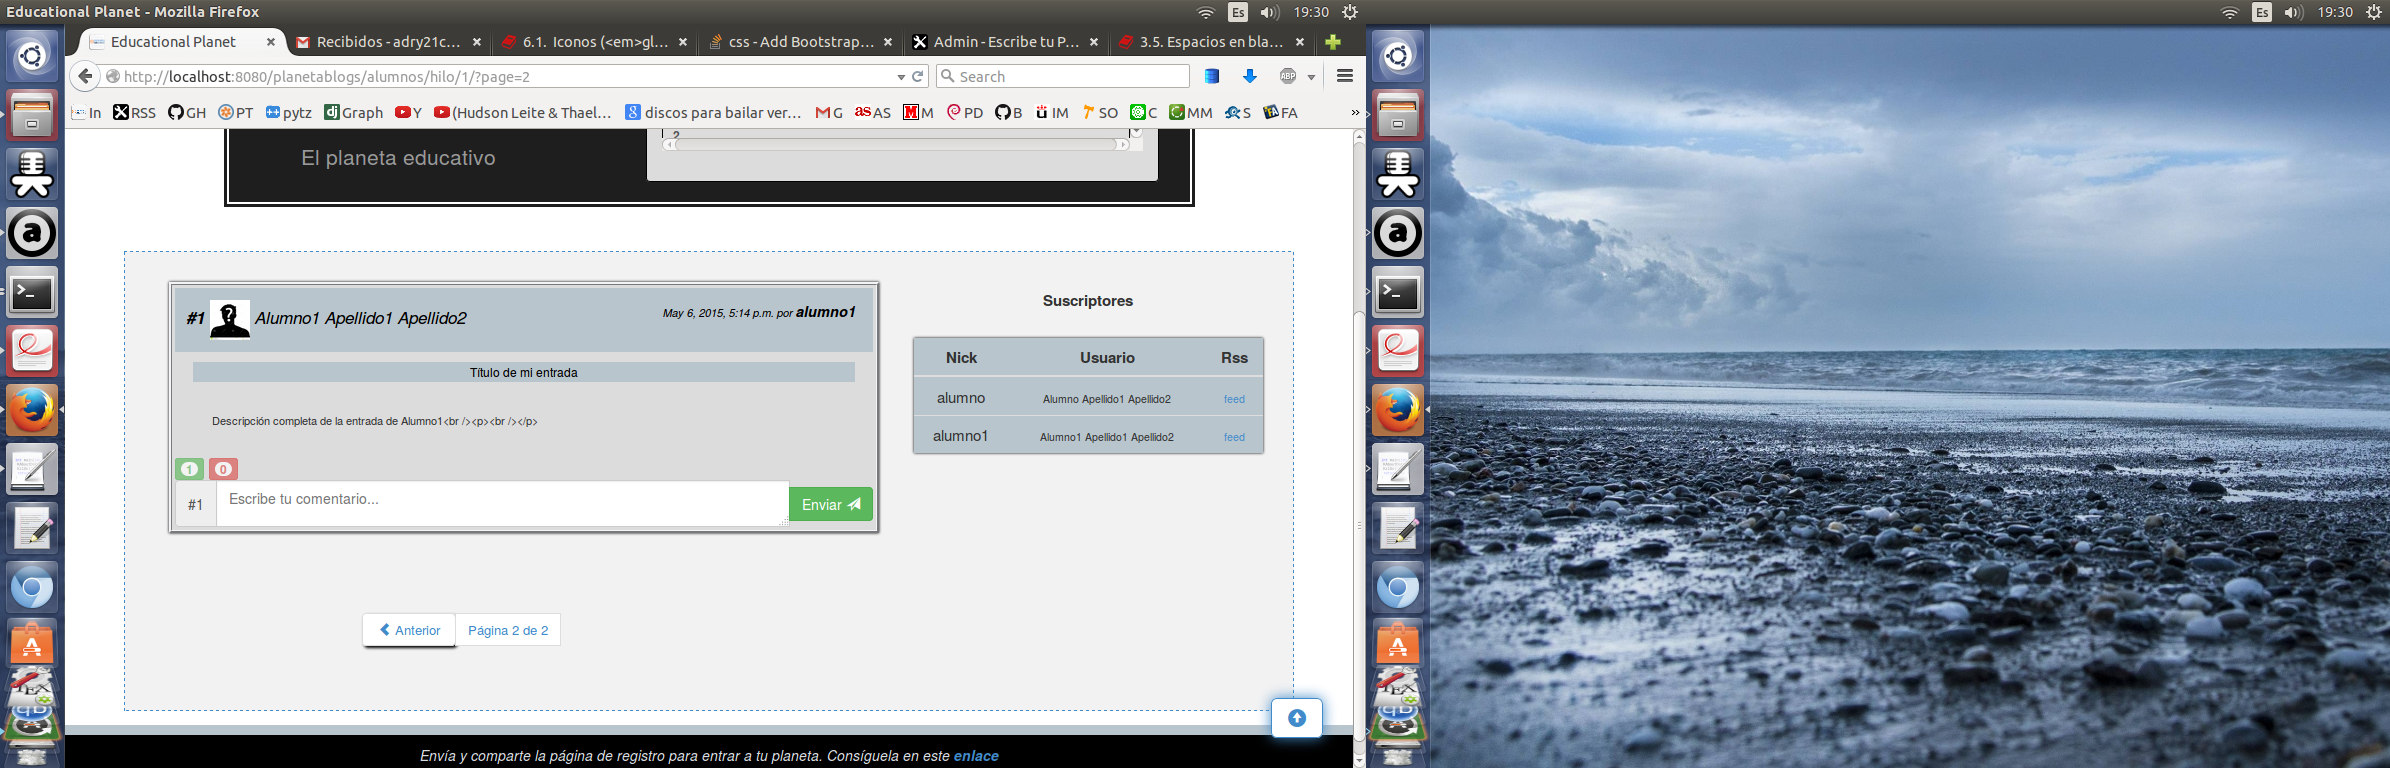 Educational Planet - Mozilla Firefox
Es
19:30
Es
19:30
Educational Planet
Recibidos - adry21c...
6.1. Iconos (<em>gl...
css - Add Bootstrap...
Admin - Escribe tu P...
3.5. Espacios en bla...
http://localhost:8080/planetablogs/alumnos/hilo/1/?page=2
Search
ABP
In
RSS
GH
PT
pytz
dj Graph
Y
(Hudson Leite & Thael...
g discos para bailar ver...
G
as AS
M M
PD
B
ü IM
SO
C
MM
S
FA
»
2
El planeta educativo
#1 Alumno1 Apellido1 Apellido2
May 6, 2015, 5:14 p.m. por alumno1
Título de mi entrada
Descripción completa de la entrada de Alumno1<br /><p><br /></p>
1 0
#1
Escribe tu comentario...
Enviar
Suscriptores
Nick Usuario Rss
alumno Alumno Apellido1 Apellido2 feed
alumno1 Alumno1 Apellido1 Apellido2 feed
Anterior
Página 2 de 2
Envía y comparte la página de registro para entrar a tu planeta. Consíguela en este enlace